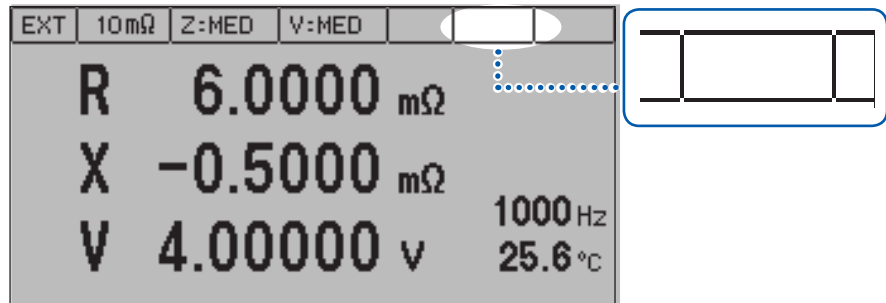 EXT 10mΩ Z:MED V:MED
R 6.0000 mΩ
X -0.5000 mΩ
1000 Hz
V 4.00000 V
25.6 °C